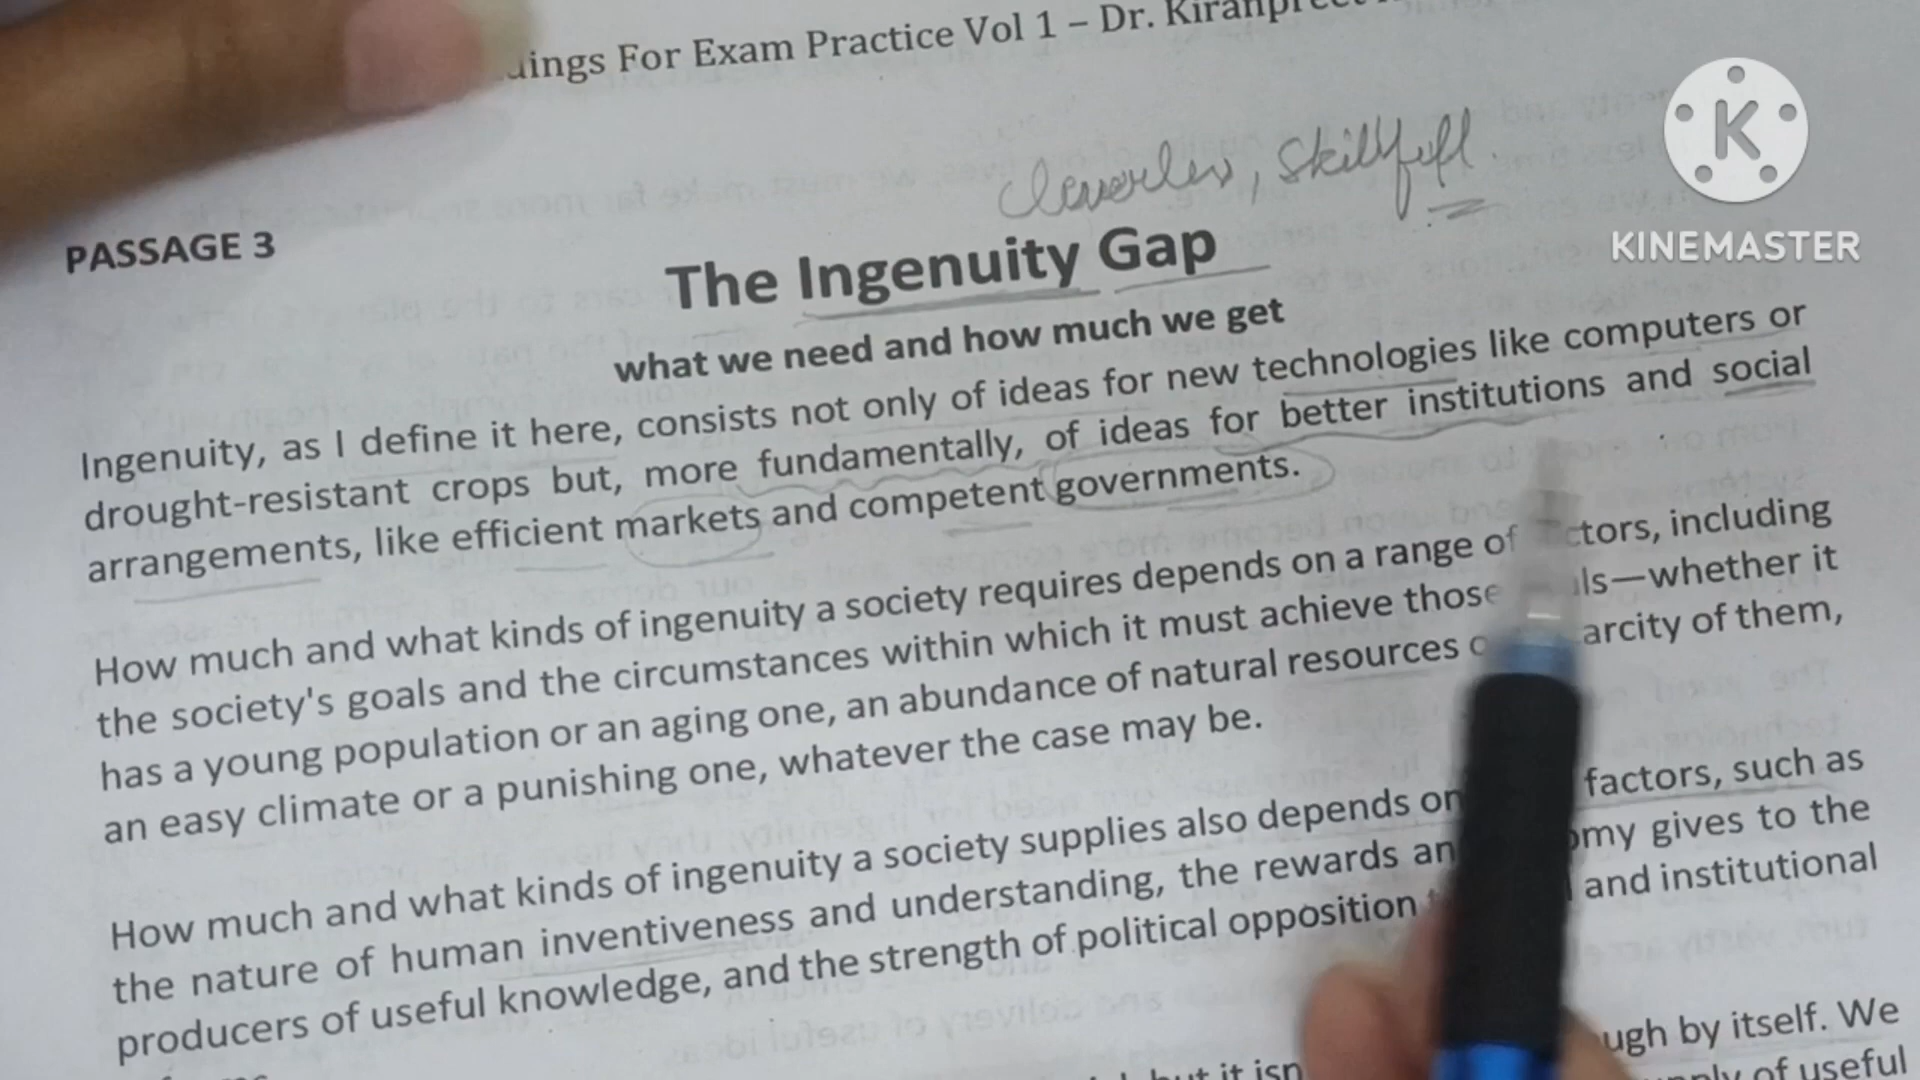 ings For Exam Practice Vol 1 – Dr.
Skillfull
K
KINEMASTER
PASSAGE 3
The Ingenuity Gap
what we need and how much we get
Ingenuity, as I define it here, consists not only of ideas for new technologies like computers or
drought-resistant crops but, more fundamentally, of ideas for better institutions and social
arrangements, like efficient markets and competent governments.
How much and what kinds of ingenuity a society requires depends on a range of ctors, including
the society's goals and the circumstances within which it must achieve those ls—whether it
has a young population or an aging one, an abundance of natural resources arcity of them,
an easy climate or a punishing one, whatever the case may be.
How much and what kinds of ingenuity a society supplies also depends on factors, such as
the nature of human inventiveness and understanding, the rewards an omy gives to the
producers of useful knowledge, and the strength of political opposition and institutional
but it isn ugh by itself. We
of useful